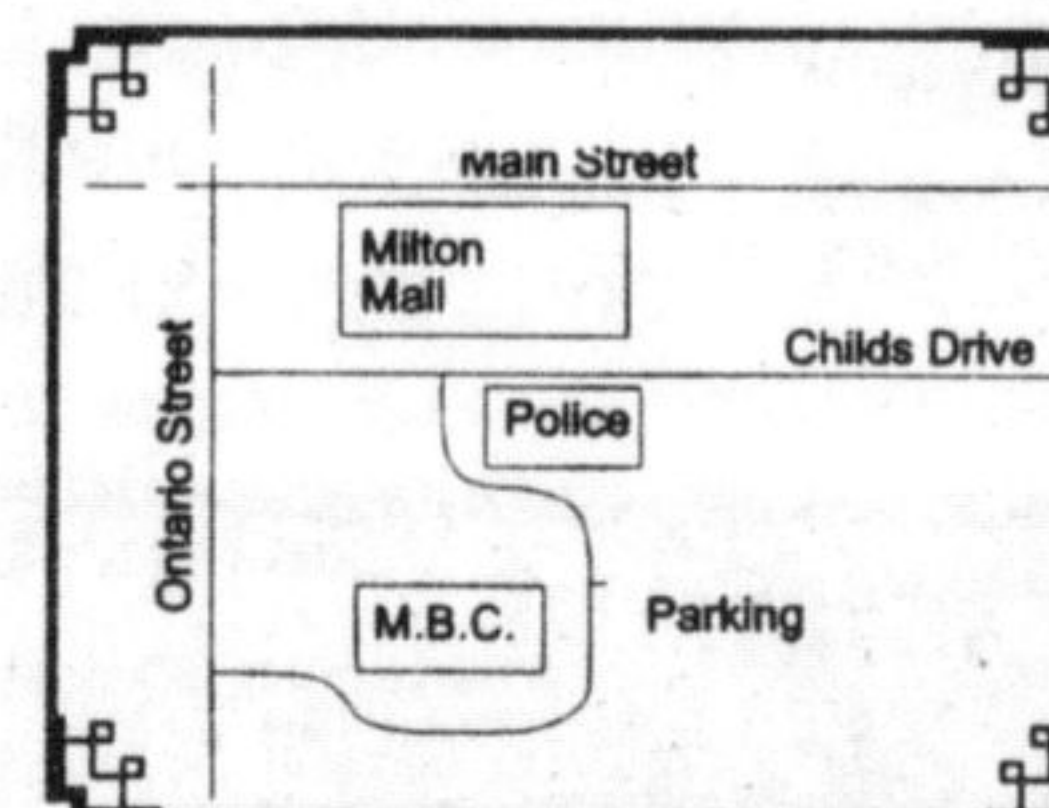 Main Street
Milton
Mall
Childs Drive
Ontario Street
Police
M.B.C.
Parking